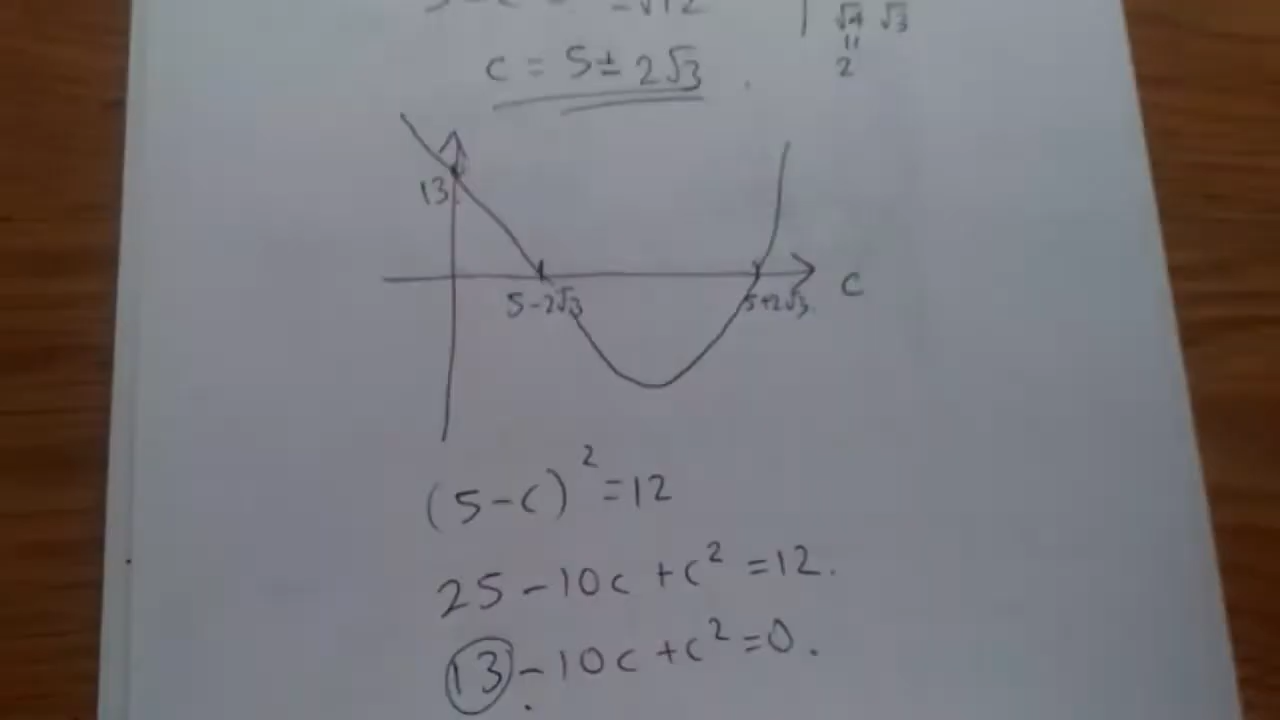 √4 √3
"
2
c = 5 ± 2√3 .
13
5-2√3
5+2√3
c
(5-c)² = 12
25 - 10c + c² = 12.
13 - 10c + c² = 0.